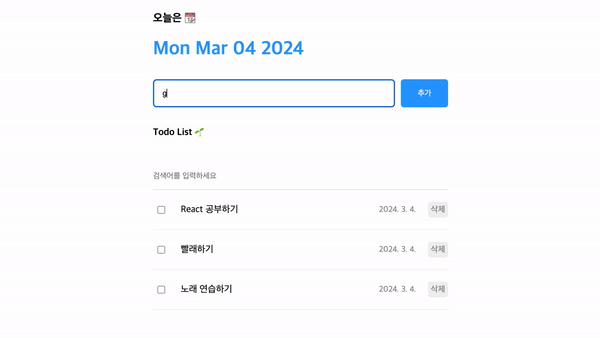 오늘은 📅
Mon Mar 04 2024
g
추가
Todo List 🌱
검색어를 입력하세요
React 공부하기 2024. 3. 4. 삭제
빨래하기 2024. 3. 4. 삭제
노래 연습하기 2024. 3. 4. 삭제